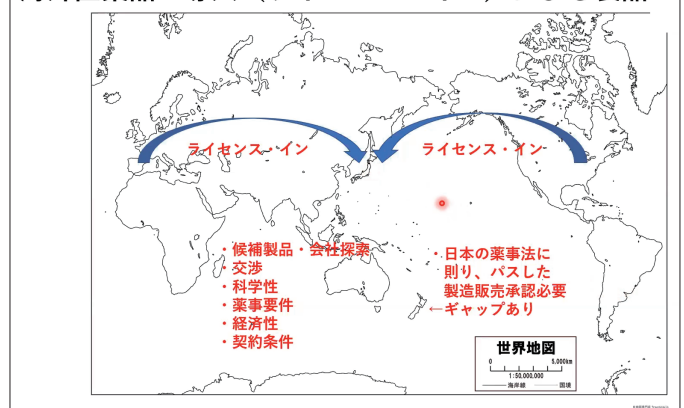 ライセンス・イン
ライセンス・イン
・候補製品・会社探索
・交渉
・科学性
・薬事要件
・経済性
・契約条件
・日本の薬事法に
則り、パスした
製造販売承認必要
←ギャップあり
世界地図
0 5,000km
1:50,000,000
海岸線 国境